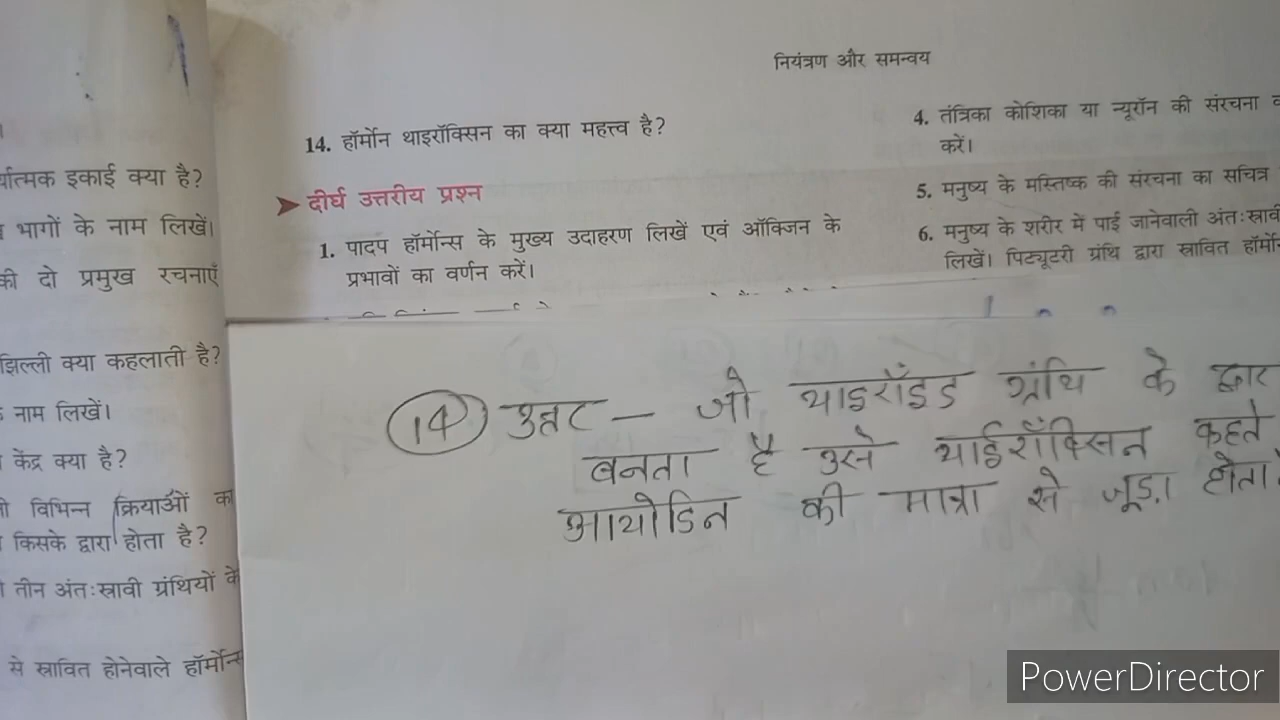 नियंत्रण और समन्वय
र्यात्मक इकाई क्या है?
भागों के नाम लिखें।
की दो प्रमुख रचनाएँ
झिल्ली क्या कहलाती है?
नाम लिखें।
केंद्र क्या है?
विभिन्न क्रियाओं का
किसके द्वारा होता है?
तीन अंतःस्रावी ग्रंथियों के
से स्रावित होनेवाले हॉर्मोन्स
14. हॉर्मोन थाइरॉक्सिन का क्या महत्त्व है?
दीर्घ उत्तरीय प्रश्न
1. पादप हॉर्मोन्स के मुख्य उदाहरण लिखें एवं ऑक्जिन के
प्रभावों का वर्णन करें।
4. तंत्रिका कोशिका या न्यूरॉन की संरचना
करें।
5. मनुष्य के मस्तिष्क की संरचना का सचित्र
6. मनुष्य के शरीर में पाई जानेवाली अंतःस्रावी
लिखें। पिट्यूटरी ग्रंथि द्वारा स्रावित हॉर्मोन
14 उत्तर – जो थाइरॉइड ग्रंथि के द्वार
बनता है उसे थाईरॉक्सिन कहते
आयोडिन की मात्रा से जूड़ा होता
PowerDirector